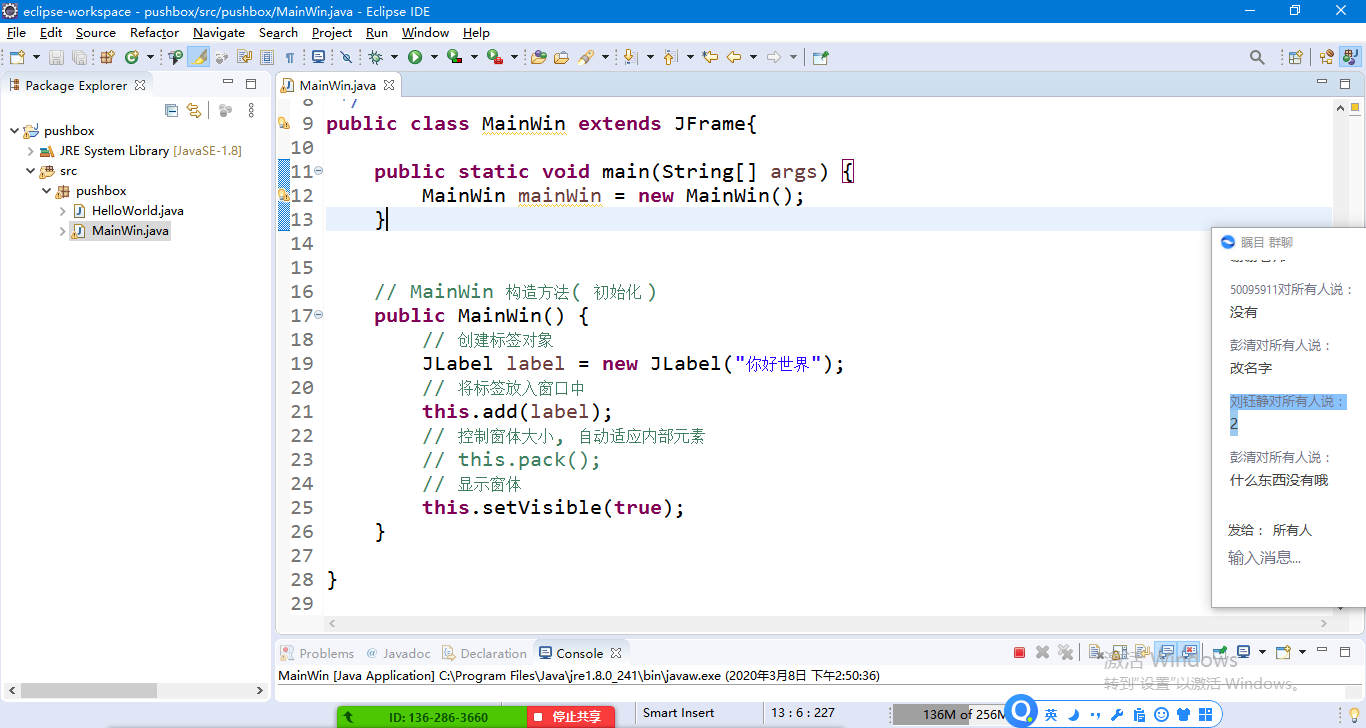 eclipse-workspace - pushbox/src/pushbox/MainWin.java - Eclipse IDE
File Edit Source Refactor Navigate Search Project Run Window Help
Package Explorer
pushbox
JRE System Library [JavaSE-1.8]
src
pushbox
HelloWorld.java
MainWin.java
MainWin.java
8 */
9 public class MainWin extends JFrame{
10
11 public static void main(String[] args) {
12 MainWin mainWin = new MainWin();
13 }
14
15
16 // MainWin 构造方法( 初始化 )
17 public MainWin() {
18 // 创建标签对象
19 JLabel label = new JLabel("你好世界");
20 // 将标签放入窗口中
21 this.add(label);
22 // 控制窗体大小, 自动适应内部元素
23 // this.pack();
24 // 显示窗体
25 this.setVisible(true);
26 }
27
28 }
29
瞩目 群聊
50095911对所有人说：
没有
彭清对所有人说：
改名字
刘钰静对所有人说：
2
彭清对所有人说：
什么东西没有哦
发给： 所有人
输入消息...
Problems @ Javadoc Declaration Console
MainWin [Java Application] C:\Program Files\Java\jre1.8.0_241\bin\javaw.exe (2020年3月8日 下午2:50:36)
激活 Windows
转到"设置"以激活 Windows。
ID: 136-286-3660 停止共享
Smart Insert
13 : 6 : 227
136M of 256M
英